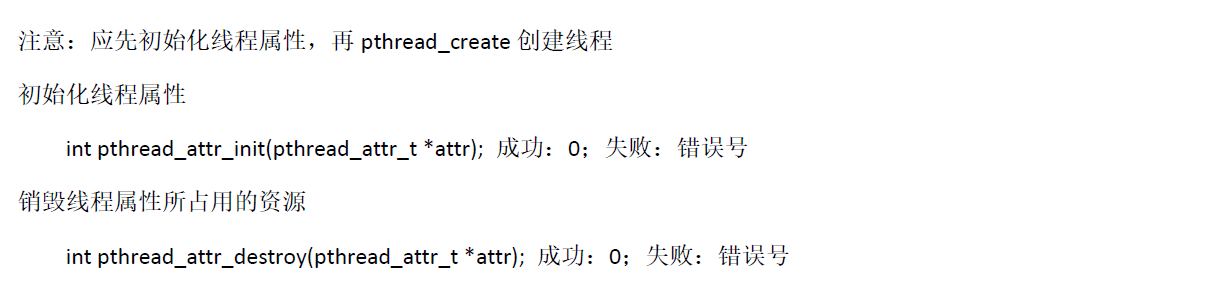 注意：应先初始化线程属性，再 pthread_create 创建线程
初始化线程属性
int pthread_attr_init(pthread_attr_t *attr); 成功：0；失败：错误号
销毁线程属性所占用的资源
int pthread_attr_destroy(pthread_attr_t *attr); 成功：0；失败：错误号